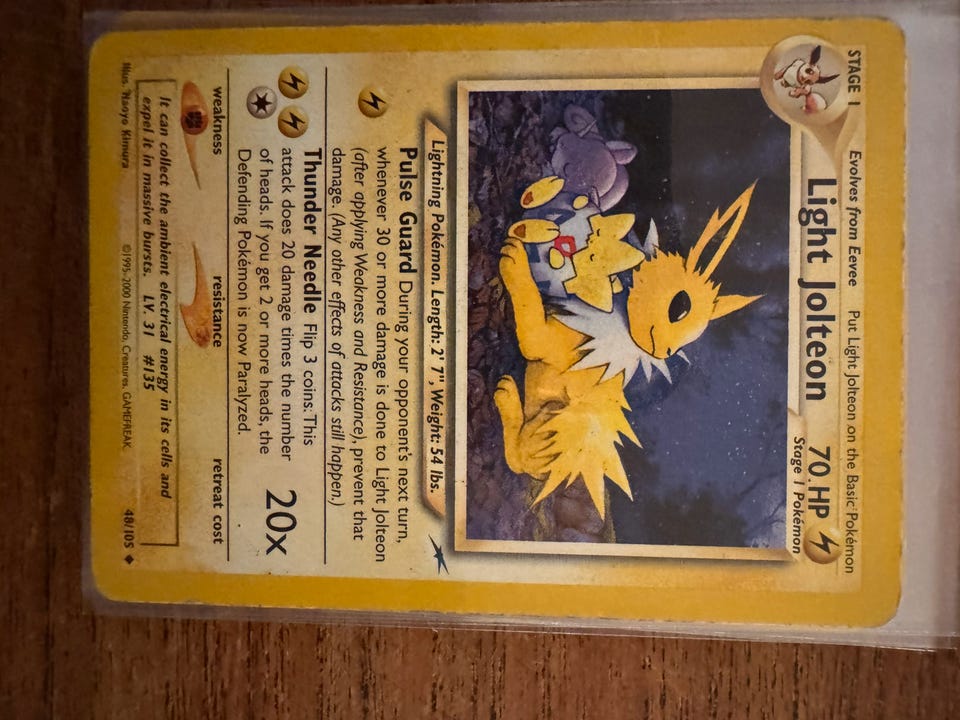 STAGE 1
Evolves from Eevee
Put Light Jolteon on the Basic Pokémon
Light Jolteon
70 HP
Stage 1 Pokémon
Lightning Pokémon. Length: 2' 7", Weight: 54 lbs.
Pulse Guard During your opponent's next turn,
whenever 30 or more damage is done to Light Jolteon
(after applying Weakness and Resistance), prevent that
damage. (Any other effects of attacks still happen.)
Thunder Needle Flip 3 coins. This
attack does 20 damage times the number
of heads. If you get 2 or more heads, the
Defending Pokémon is now Paralyzed.
20x
weakness
resistance
retreat cost
It can collect the ambient electrical energy in its cells and
expel it in massive bursts. LV. 31 #135
Illus. Naoyo Kimura
©1995-2000 Nintendo, Creatures, GAMEFREAK.
48/105